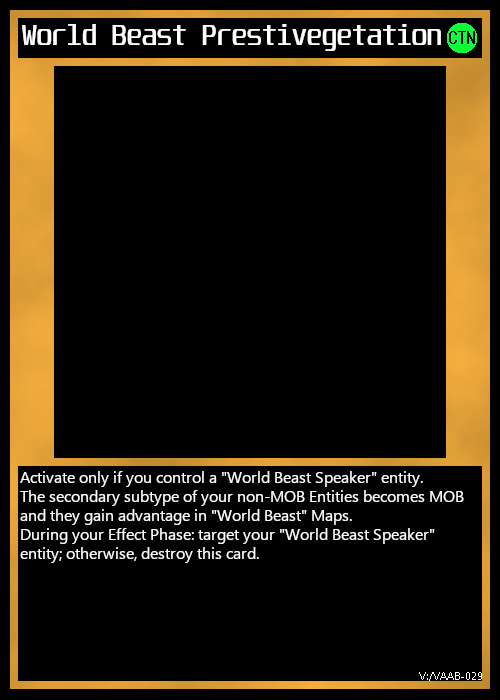 World Beast Prestivegetation CTN
Activate only if you control a "World Beast Speaker" entity.
The secondary subtype of your non-MOB Entities becomes MOB
and they gain advantage in "World Beast" Maps.
During your Effect Phase: target your "World Beast Speaker"
entity; otherwise, destroy this card.
V:/VAAB-029